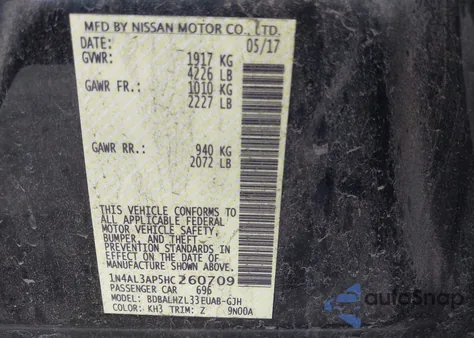 MFD BY NISSAN MOTOR CO., LTD.
DATE: 05/17
GVWR: 1917 KG
4226 LB
GAWR FR.: 1010 KG
2227 LB
GAWR RR.: 940 KG
2072 LB
THIS VEHICLE CONFORMS TO
ALL APPLICABLE FEDERAL
MOTOR VEHICLE SAFETY,
BUMPER, AND THEFT
PREVENTION STANDARDS IN
EFFECT ON THE DATE OF
MANUFACTURE SHOWN ABOVE.
1N4AL3AP5HC260709
PASSENGER CAR 696
MODEL: BDBALHZL33EUAB-GJH
COLOR: KH3 TRIM: Z 9N00A
autoSnap